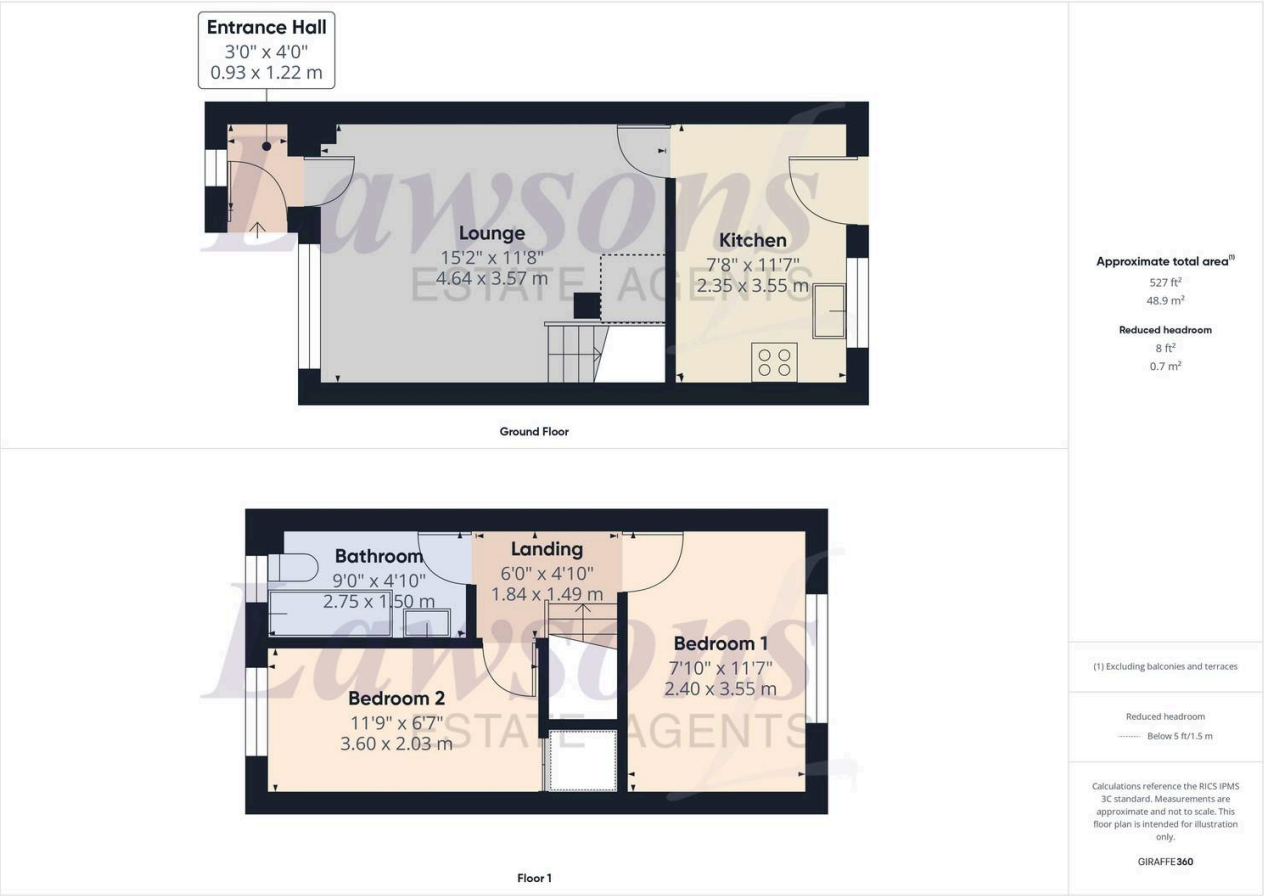 Entrance Hall
3'0" x 4'0"
0.93 x 1.22 m
Lawsons
ESTATE AGENTS
Lounge
15'2" x 11'8"
4.64 x 3.57 m
Kitchen
7'8" x 11'7"
2.35 x 3.55 m
Ground Floor
Lawsons
ESTATE AGENTS
Bathroom
9'0" x 4'10"
2.75 x 1.50 m
Landing
6'0" x 4'10"
1.84 x 1.49 m
Bedroom 1
7'10" x 11'7"
2.40 x 3.55 m
Bedroom 2
11'9" x 6'7"
3.60 x 2.03 m
Floor 1
Approximate total area⁽¹⁾
527 ft²
48.9 m²
Reduced headroom
8 ft²
0.7 m²
(1) Excluding balconies and terraces
Reduced headroom
Below 5 ft/1.5 m
Calculations reference the RICS IPMS
3C standard. Measurements are
approximate and not to scale. This
floor plan is intended for illustration
only.
GIRAFFE360